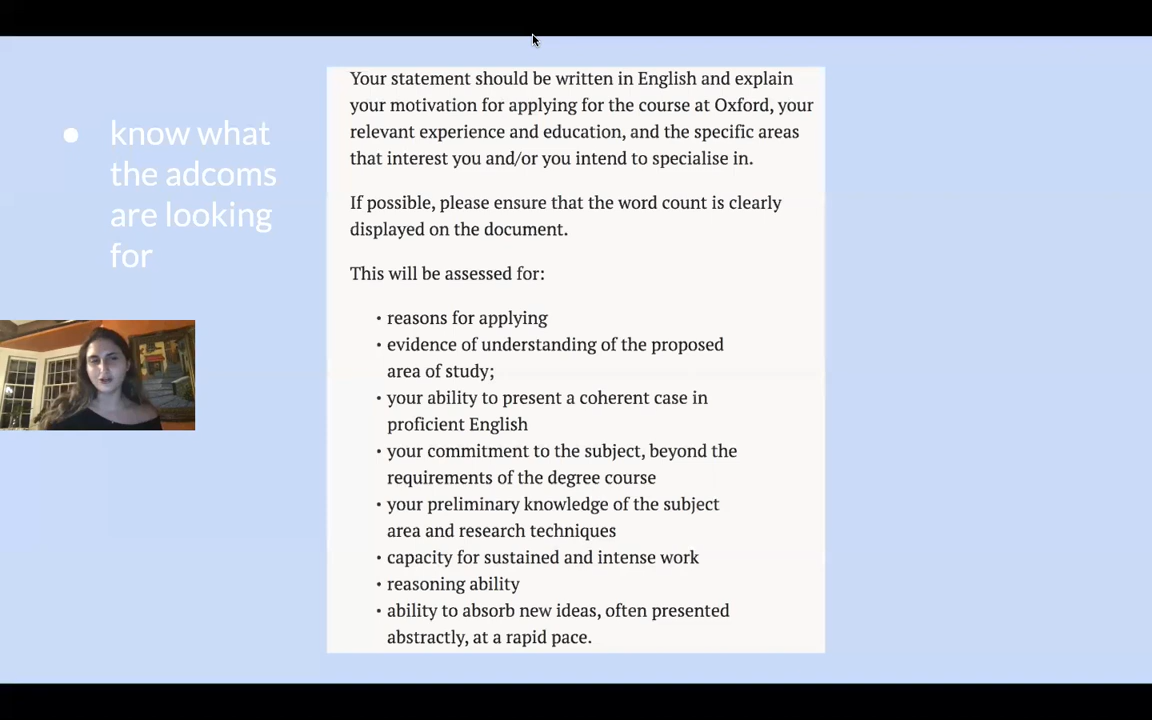 know what
the adcoms
are looking
for
Your statement should be written in English and explain
your motivation for applying for the course at Oxford, your
relevant experience and education, and the specific areas
that interest you and/or you intend to specialise in.
If possible, please ensure that the word count is clearly
displayed on the document.
This will be assessed for:
• reasons for applying
• evidence of understanding of the proposed
area of study;
• your ability to present a coherent case in
proficient English
• your commitment to the subject, beyond the
requirements of the degree course
• your preliminary knowledge of the subject
area and research techniques
• capacity for sustained and intense work
• reasoning ability
• ability to absorb new ideas, often presented
abstractly, at a rapid pace.